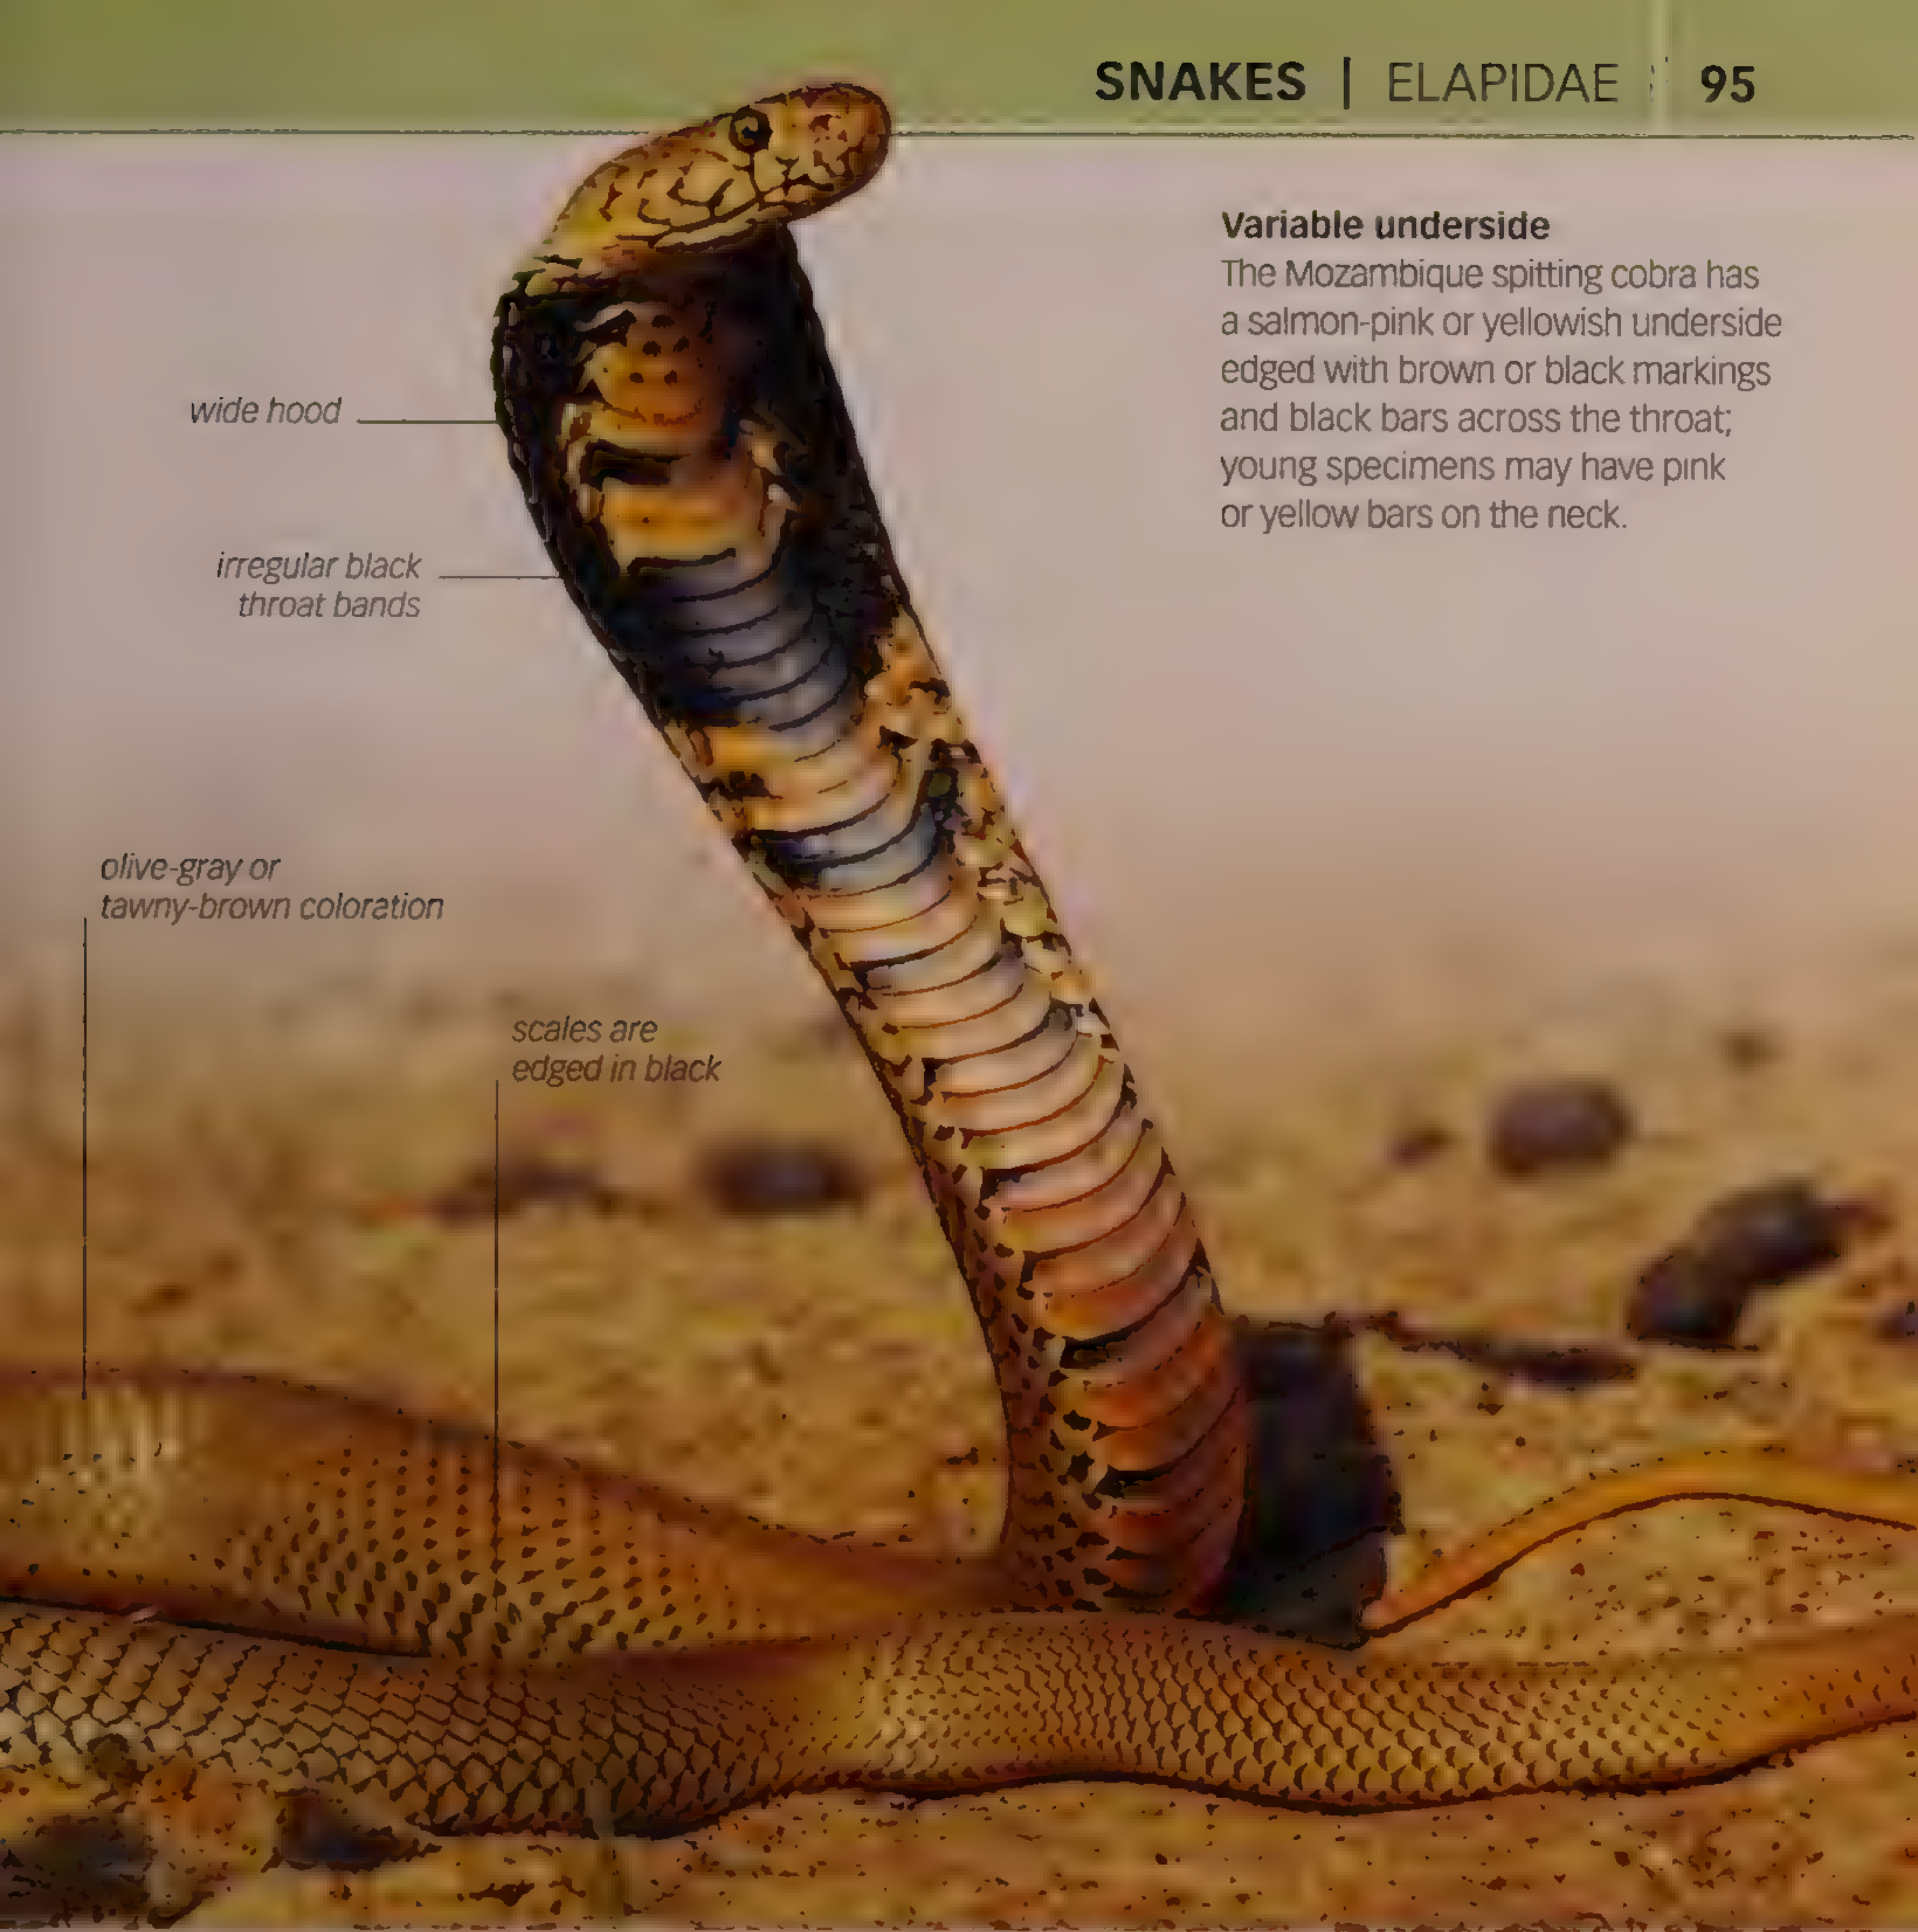 SNAKES | ELAPIDAE 95
Variable underside
The Mozambique spitting cobra has
a salmon-pink or yellowish underside
edged with brown or black markings
and black bars across the throat;
young specimens may have pink
or yellow bars on the neck.
wide hood
irregular black
throat bands
olive-gray or
tawny-brown coloration
scales are
edged in black